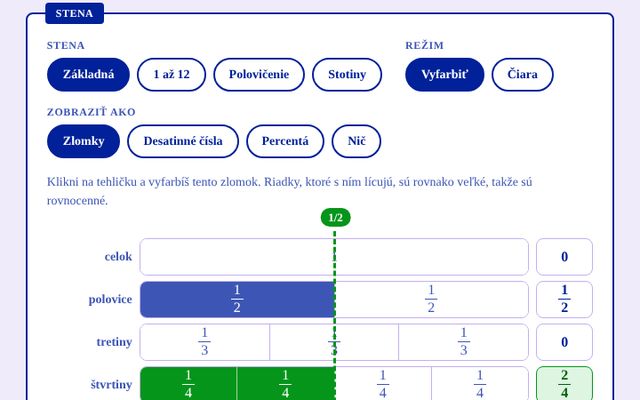 STENA
STENA
REŽIM
Základná 1 až 12 Polovičenie Stotiny Vyfarbiť Čiara
ZOBRAZIŤ AKO
Zlomky Desatinné čísla Percentá Nič
Klikni na tehličku a vyfarbíš tento zlomok. Riadky, ktoré s ním lícujú, sú rovnako veľké, takže sú
rovnocenné.
1/2
celok 1 0
polovice 1/2 1/2 1/2
tretiny 1/3 1/3 1/3 0
štvrtiny 1/4 1/4 1/4 1/4 2/4